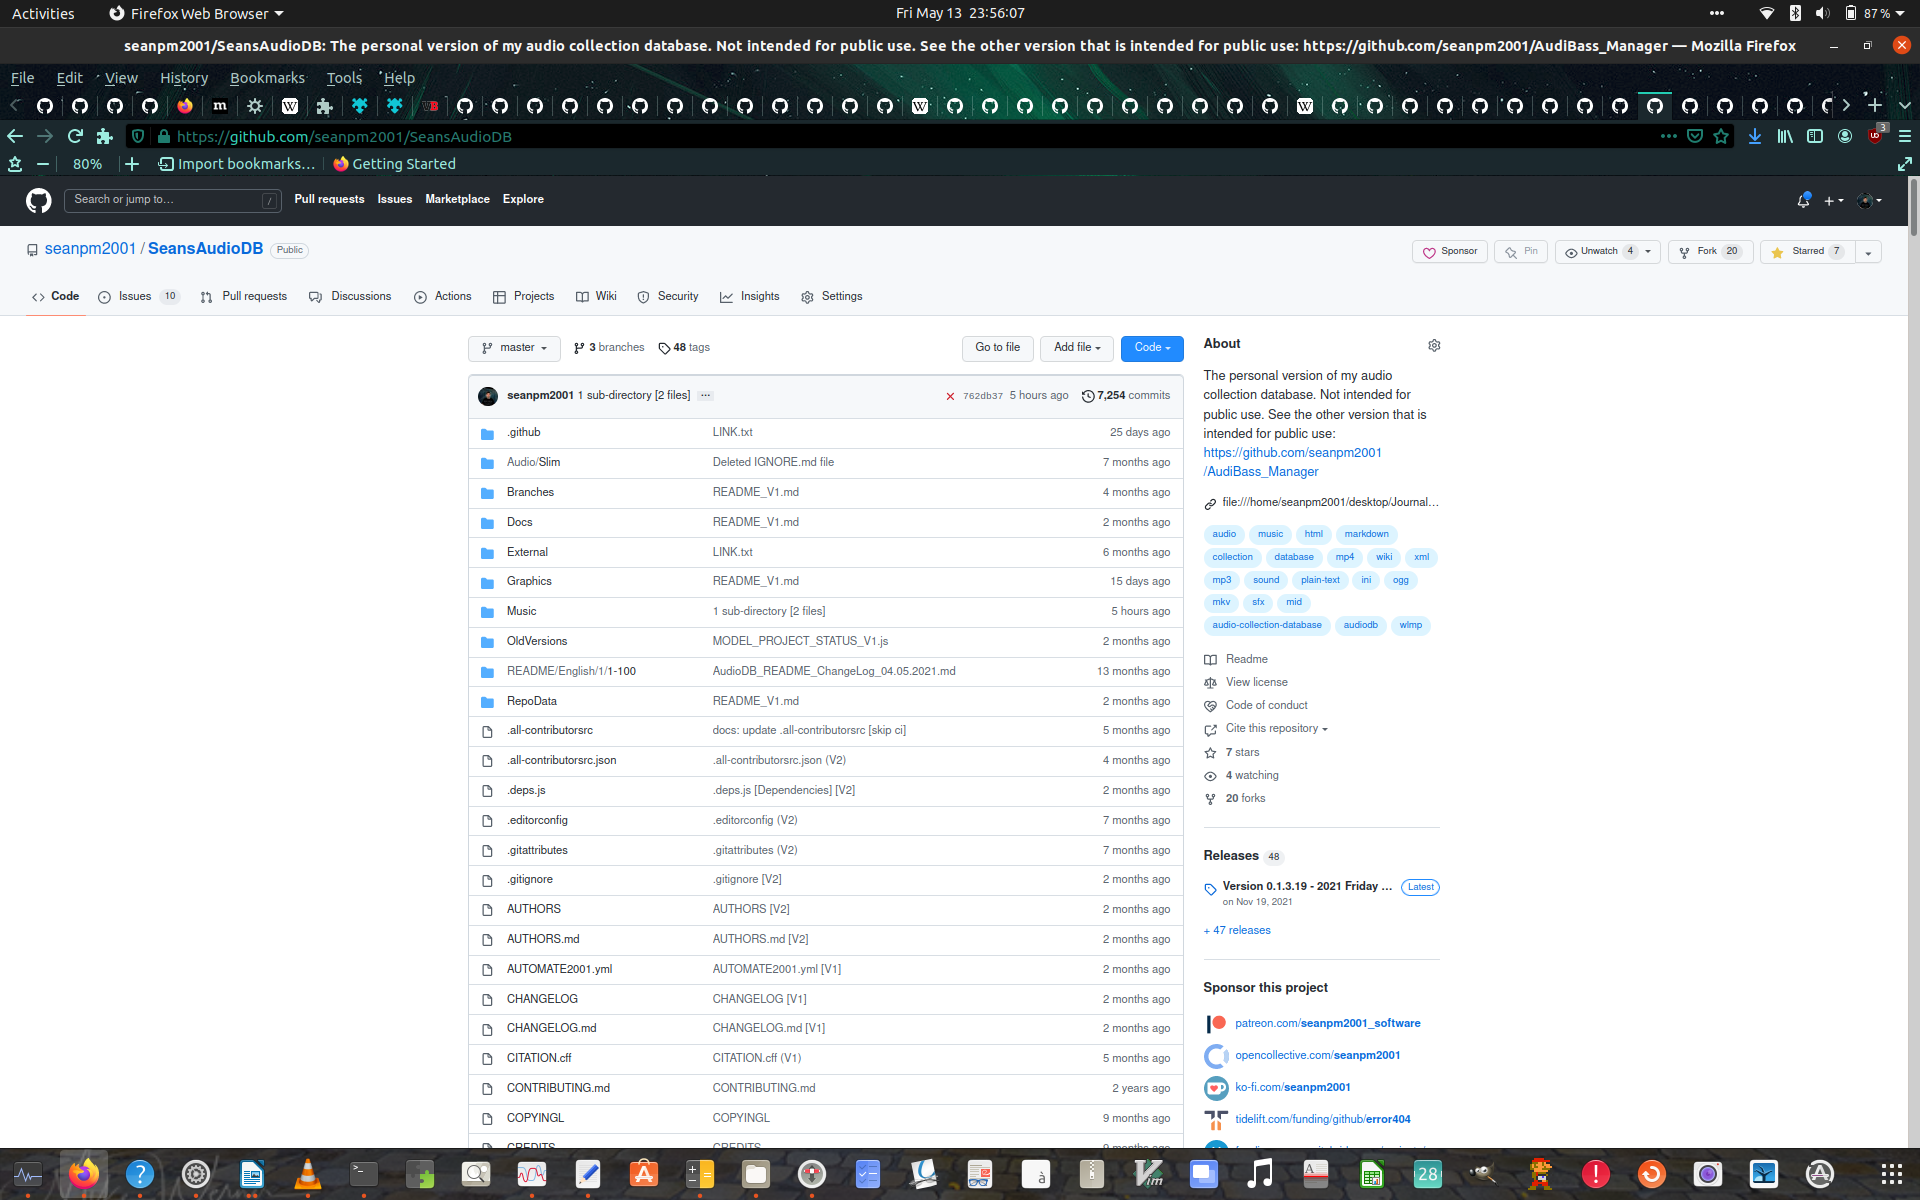 Activities Firefox Web Browser Fri May 13 23:56:07 87 %
seanpm2001/SeansAudioDB: The personal version of my audio collection database. Not intended for public use. See the other version that is intended for public use: https://github.com/seanpm2001/AudiBass_Manager — Mozilla Firefox
File Edit View History Bookmarks Tools Help
https://github.com/seanpm2001/SeansAudioDB 3
80% Import bookmarks... Getting Started
Search or jump to... / Pull requests Issues Marketplace Explore
seanpm2001 / SeansAudioDB Public Sponsor Pin Unwatch 4 Fork 20 Starred 7
Code Issues 10 Pull requests Discussions Actions Projects Wiki Security Insights Settings
master 3 branches 48 tags Go to file Add file Code
seanpm2001 1 sub-directory [2 files] ... 762db37 5 hours ago 7,254 commits
.github LINK.txt 25 days ago
Audio/Slim Deleted IGNORE.md file 7 months ago
Branches README_V1.md 4 months ago
Docs README_V1.md 2 months ago
External LINK.txt 6 months ago
Graphics README_V1.md 15 days ago
Music 1 sub-directory [2 files] 5 hours ago
OldVersions MODEL_PROJECT_STATUS_V1.js 2 months ago
README/English/1/1-100 AudioDB_README_ChangeLog_04.05.2021.md 13 months ago
RepoData README_V1.md 2 months ago
.all-contributorsrc docs: update .all-contributorsrc [skip ci] 5 months ago
.all-contributorsrc.json .all-contributorsrc.json (V2) 4 months ago
.deps.js .deps.js [Dependencies] [V2] 2 months ago
.editorconfig .editorconfig (V2) 7 months ago
.gitattributes .gitattributes (V2) 7 months ago
.gitignore .gitignore [V2] 2 months ago
AUTHORS AUTHORS [V2] 2 months ago
AUTHORS.md AUTHORS.md [V2] 2 months ago
AUTOMATE2001.yml AUTOMATE2001.yml [V1] 2 months ago
CHANGELOG CHANGELOG [V1] 2 months ago
CHANGELOG.md CHANGELOG.md [V1] 2 months ago
CITATION.cff CITATION.cff (V1) 5 months ago
CONTRIBUTING.md CONTRIBUTING.md 2 years ago
COPYINGL COPYINGL 9 months ago
CREDITS CREDITS 9 months ago
About
The personal version of my audio
collection database. Not intended for
public use. See the other version that is
intended for public use:
https://github.com/seanpm2001
/AudiBass_Manager
file:///home/seanpm2001/desktop/Journal...
audio music html markdown
collection database mp4 wiki xml
mp3 sound plain-text ini ogg
mkv sfx mid
audio-collection-database audiodb wlmp
Readme
View license
Code of conduct
Cite this repository
7 stars
4 watching
20 forks
Releases 48
Version 0.1.3.19 - 2021 Friday ... Latest
on Nov 19, 2021
+ 47 releases
Sponsor this project
patreon.com/seanpm2001_software
opencollective.com/seanpm2001
ko-fi.com/seanpm2001
tidelift.com/funding/github/error404
28